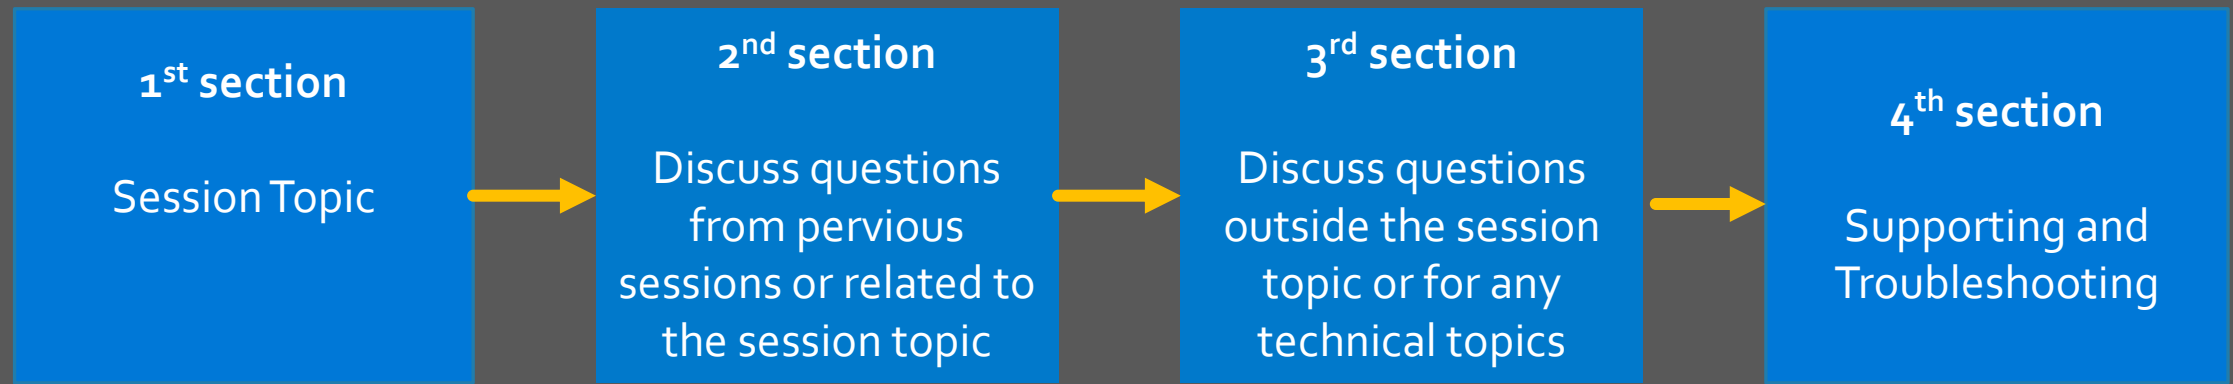 1st section
Session Topic
2nd section
Discuss questions
from pervious
sessions or related to
the session topic
3rd section
Discuss questions
outside the session
topic or for any
technical topics
4th section
Supporting and
Troubleshooting